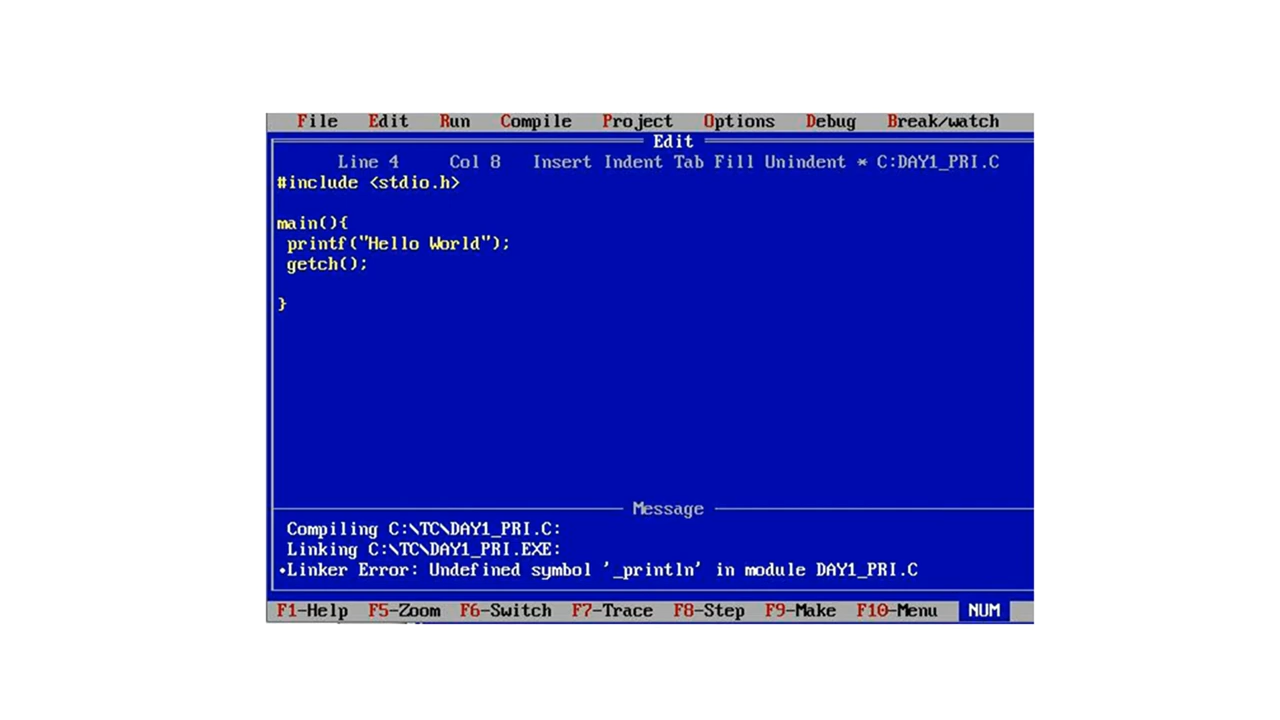 File Edit Run Compile Project Options Debug Break/watch
Edit
Line 4 Col 8 Insert Indent Tab Fill Unindent * C:DAY1_PRI.C
#include <stdio.h>
main(){
printf("Hello World");
getch();
}
Message
Compiling C:\TC\DAY1_PRI.C:
Linking C:\TC\DAY1_PRI.EXE:
•Linker Error: Undefined symbol '_println' in module DAY1_PRI.C
F1-Help F5-Zoom F6-Switch F7-Trace F8-Step F9-Make F10-Menu NUM